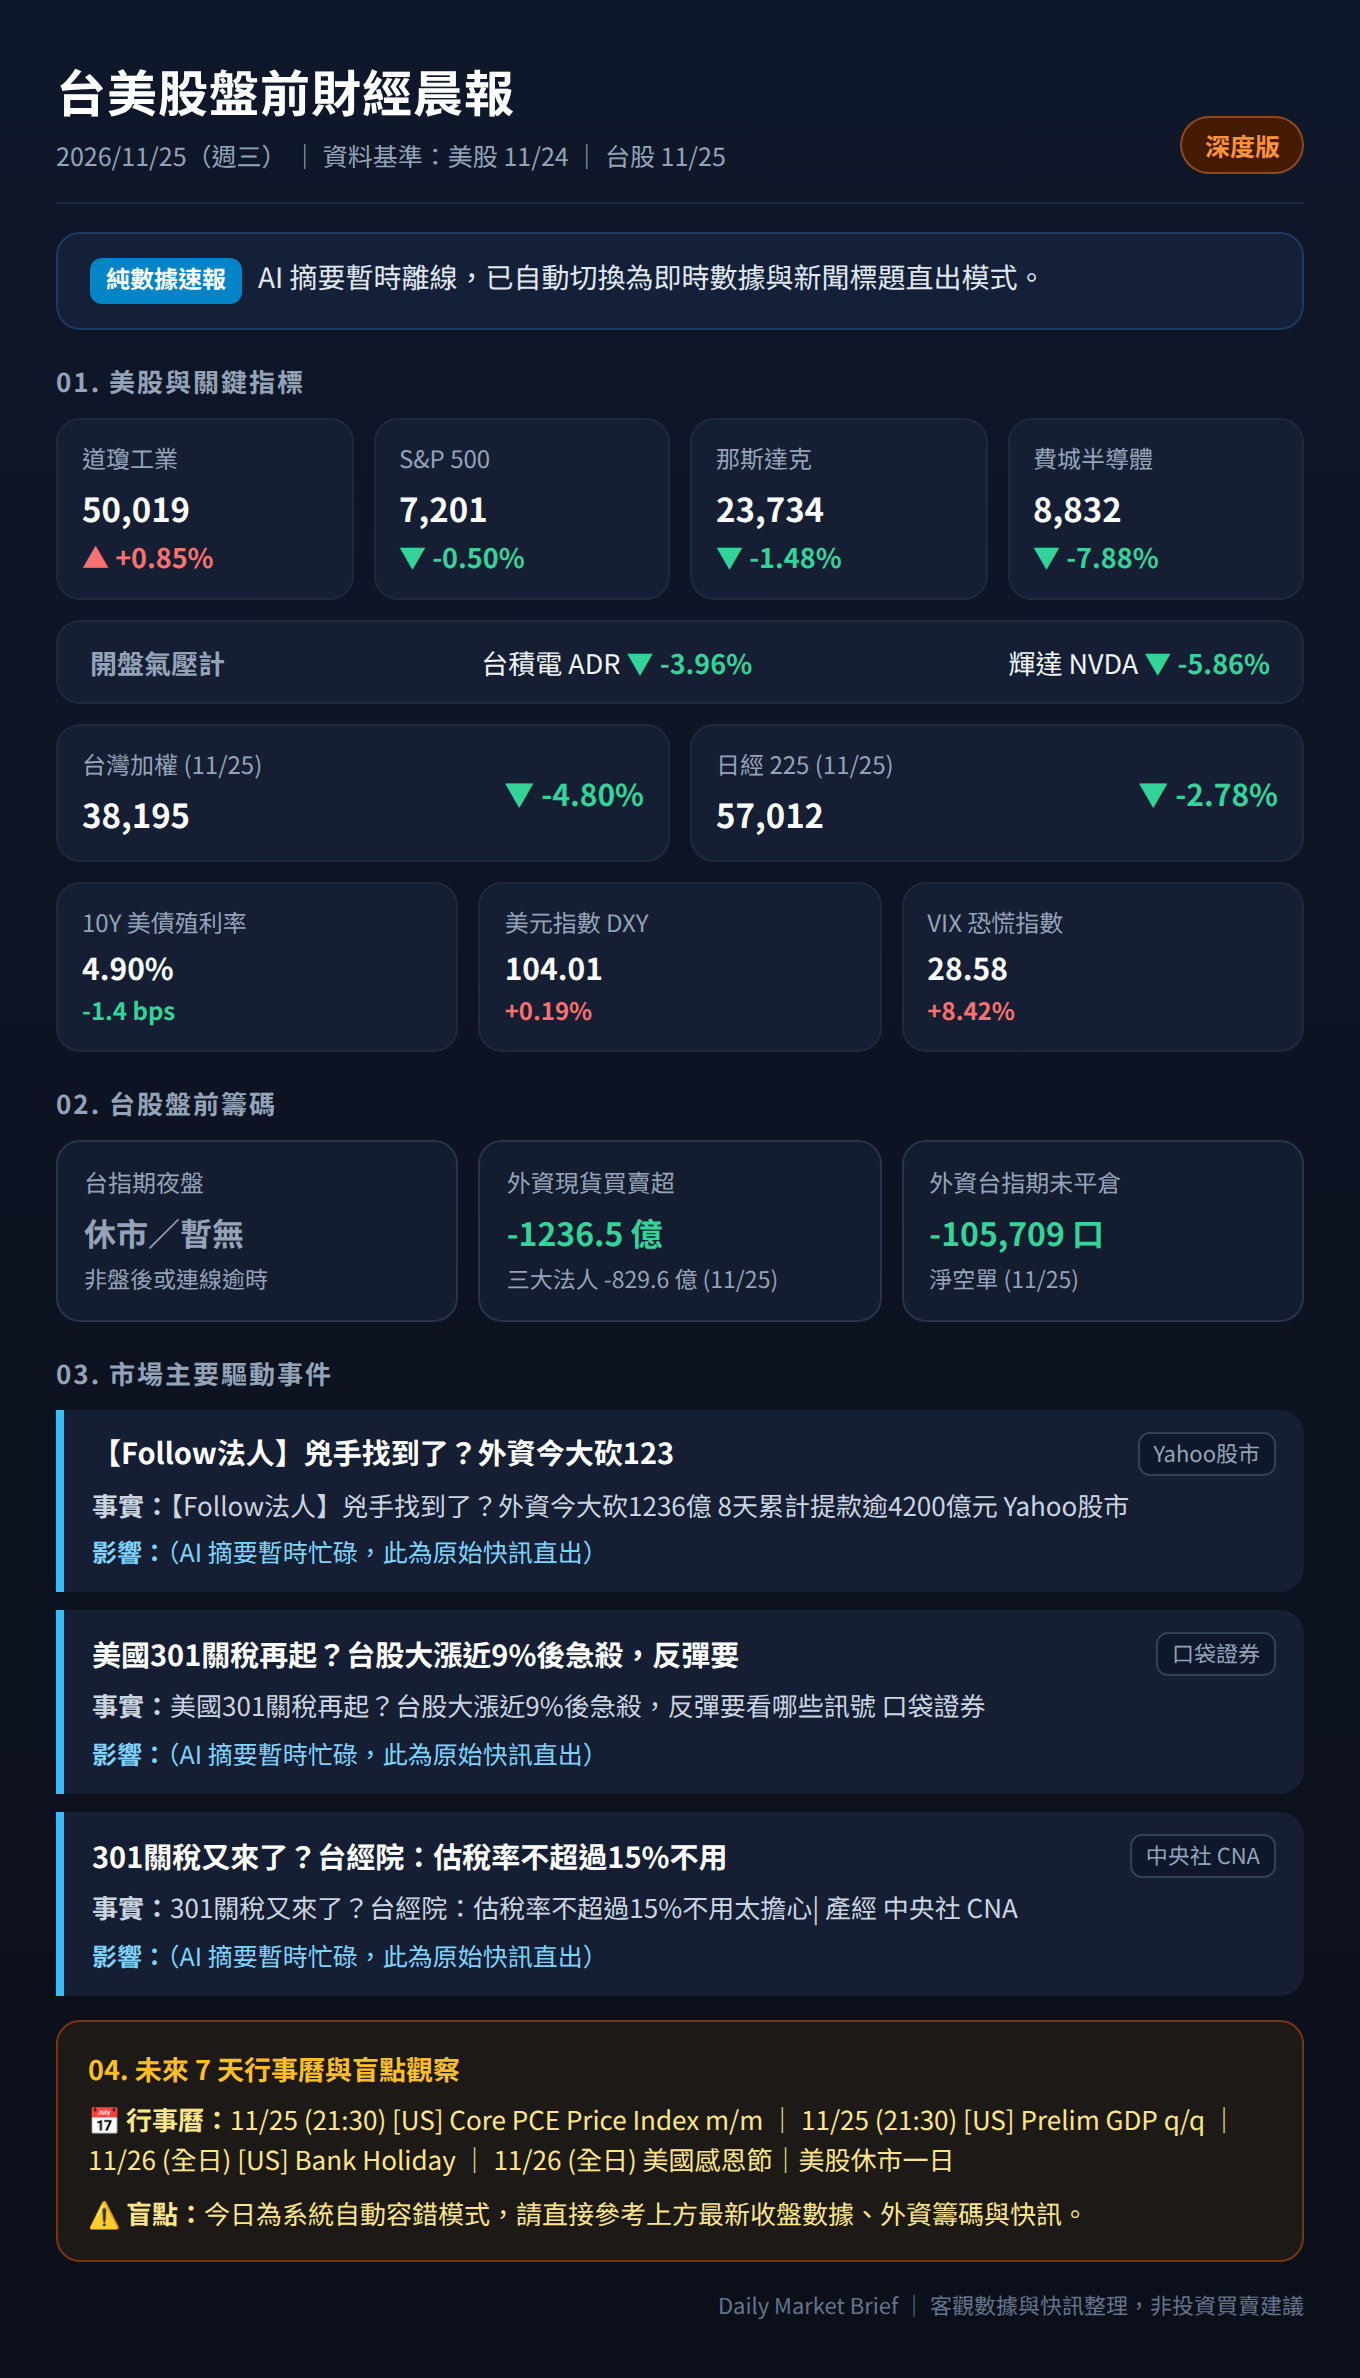 台美股盤前財經晨報
2026/11/25（週三） ｜ 資料基準：美股 11/24 ｜ 台股 11/25
深度版
純數據速報 AI 摘要暫時離線，已自動切換為即時數據與新聞標題直出模式。
01. 美股與關鍵指標
道瓊工業
50,019
▲ +0.85%
S&P 500
7,201
▼ -0.50%
那斯達克
23,734
▼ -1.48%
費城半導體
8,832
▼ -7.88%
開盤氣壓計
台積電 ADR ▼ -3.96%
輝達 NVDA ▼ -5.86%
台灣加權 (11/25)
38,195
▼ -4.80%
日經 225 (11/25)
57,012
▼ -2.78%
10Y 美債殖利率
4.90%
-1.4 bps
美元指數 DXY
104.01
+0.19%
VIX 恐慌指數
28.58
+8.42%
02. 台股盤前籌碼
台指期夜盤
休市／暫無
非盤後或連線逾時
外資現貨買賣超
-1236.5 億
三大法人 -829.6 億 (11/25)
外資台指期未平倉
-105,709 口
淨空單 (11/25)
03. 市場主要驅動事件
【Follow法人】兇手找到了？外資今大砍123
Yahoo股市
事實：【Follow法人】兇手找到了？外資今大砍1236億 8天累計提款逾4200億元 Yahoo股市
影響：（AI 摘要暫時忙碌，此為原始快訊直出）
美國301關稅再起？台股大漲近9%後急殺，反彈要
口袋證券
事實：美國301關稅再起？台股大漲近9%後急殺，反彈要看哪些訊號 口袋證券
影響：（AI 摘要暫時忙碌，此為原始快訊直出）
301關稅又來了？台經院：估稅率不超過15%不用
中央社 CNA
事實：301關稅又來了？台經院：估稅率不超過15%不用太擔心| 產經 中央社 CNA
影響：（AI 摘要暫時忙碌，此為原始快訊直出）
04. 未來 7 天行事曆與盲點觀察
📅 行事曆：11/25 (21:30) [US] Core PCE Price Index m/m ｜ 11/25 (21:30) [US] Prelim GDP q/q ｜
11/26 (全日) [US] Bank Holiday ｜ 11/26 (全日) 美國感恩節｜美股休市一日
⚠️ 盲點：今日為系統自動容錯模式，請直接參考上方最新收盤數據、外資籌碼與快訊。
Daily Market Brief ｜ 客觀數據與快訊整理，非投資買賣建議